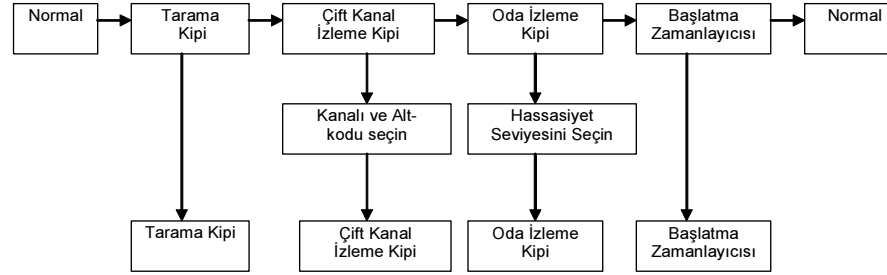 Normal
Tarama
Kipi
Çift Kanal
İzleme Kipi
Oda İzleme
Kipi
Başlatma
Zamanlayıcısı
Normal
Kanalı ve Alt-
kodu seçin
Hassasiyet
Seviyesini Seçin
Tarama Kipi
Çift Kanal
İzleme Kipi
Oda İzleme
Kipi
Başlatma
Zamanlayıcısı